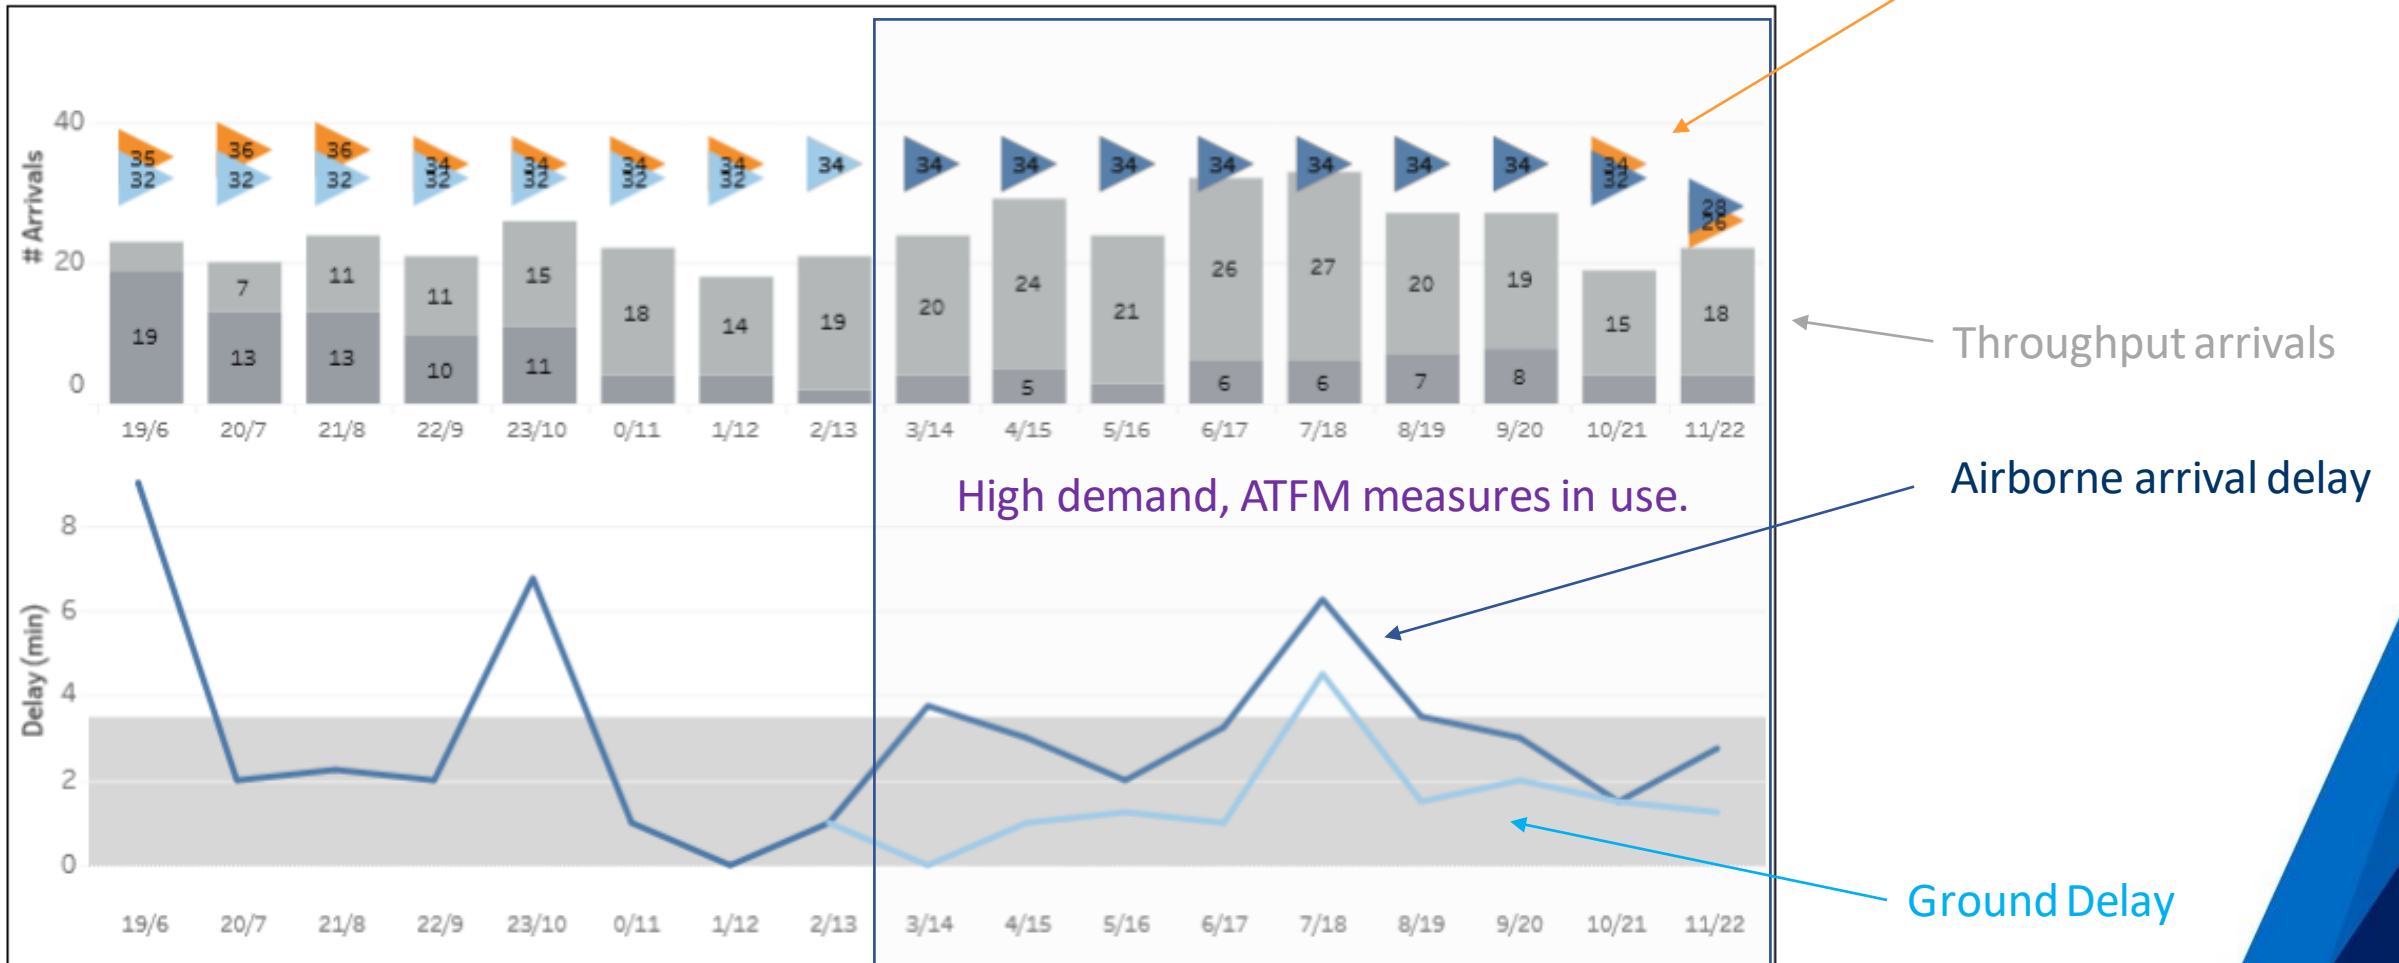 40
# Arrivals
20
0
35 36 36 34 34 34 34 34 34 34 34 34 34 34 34 34 28
32 32 32 32 32 32 32 32 26
7 11 11 15 18 14 19 20 24 21 26 27 20 19 15 18
19 13 13 10 11 5 6 6 7 8
19/6 20/7 21/8 22/9 23/10 0/11 1/12 2/13 3/14 4/15 5/16 6/17 7/18 8/19 9/20 10/21 11/22
Throughput arrivals
High demand, ATFM measures in use.
Airborne arrival delay
8
6
Delay (min)
4
2
0
Ground Delay
19/6 20/7 21/8 22/9 23/10 0/11 1/12 2/13 3/14 4/15 5/16 6/17 7/18 8/19 9/20 10/21 11/22